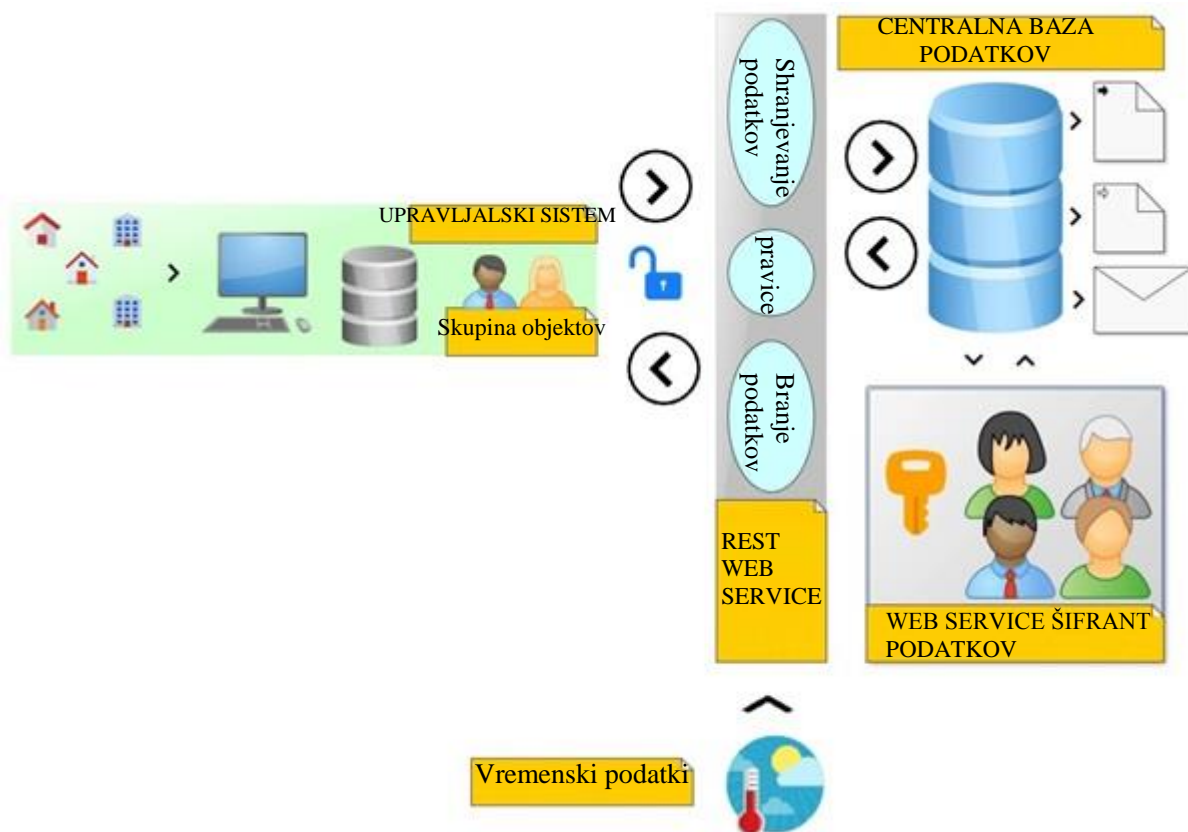 CENTRALNA BAZA
PODATKOV
Shranjevanje
podatkov
UPRAVLJALSKI SISTEM
Skupina objektov
pravice
Branje
podatkov
REST
WEB
SERVICE
WEB SERVICE ŠIFRANT
PODATKOV
Vremenski podatki